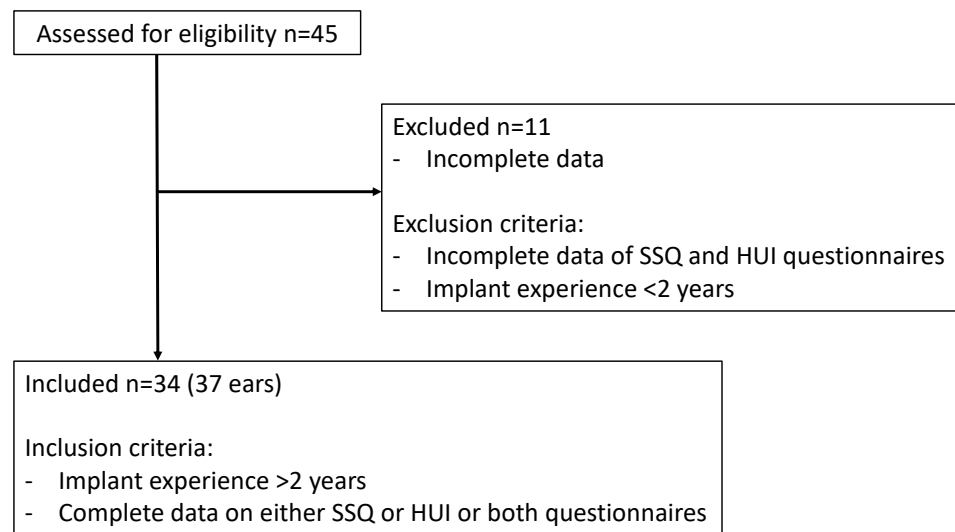 Assessed for eligibility n=45
Excluded n=11
- Incomplete data
Exclusion criteria:
- Incomplete data of SSQ and HUI questionnaires
- Implant experience <2 years
Included n=34 (37 ears)
Inclusion criteria:
- Implant experience >2 years
- Complete data on either SSQ or HUI or both questionnaires